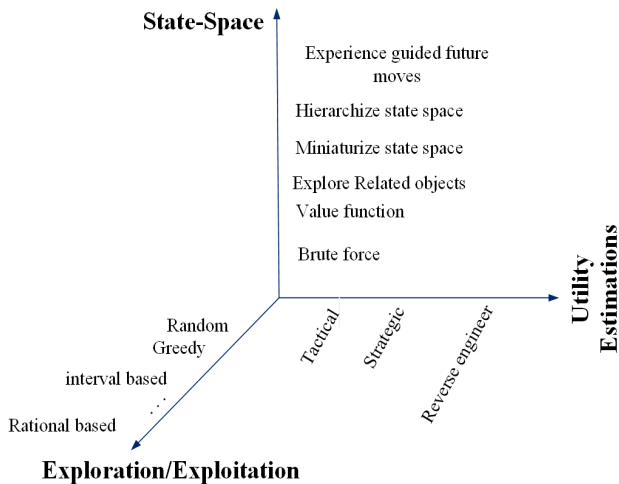 State-Space
Experience guided future
moves
Hierarchize state space
Miniaturize state space
Explore Related objects
Value function
Brute force
Utility
Estimations
Tactical
Strategic
Reverse engineer
Random
Greedy
interval based
. . .
Rational based
Exploration/Exploitation